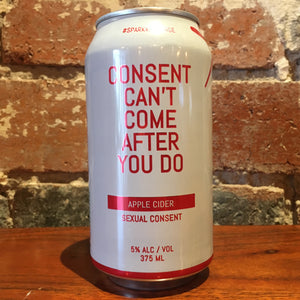 CONSENT
CAN'T
COME
AFTER
YOU DO
APPLE CIDER
SEXUAL CONSENT
5% ALC / VOL
375 ML